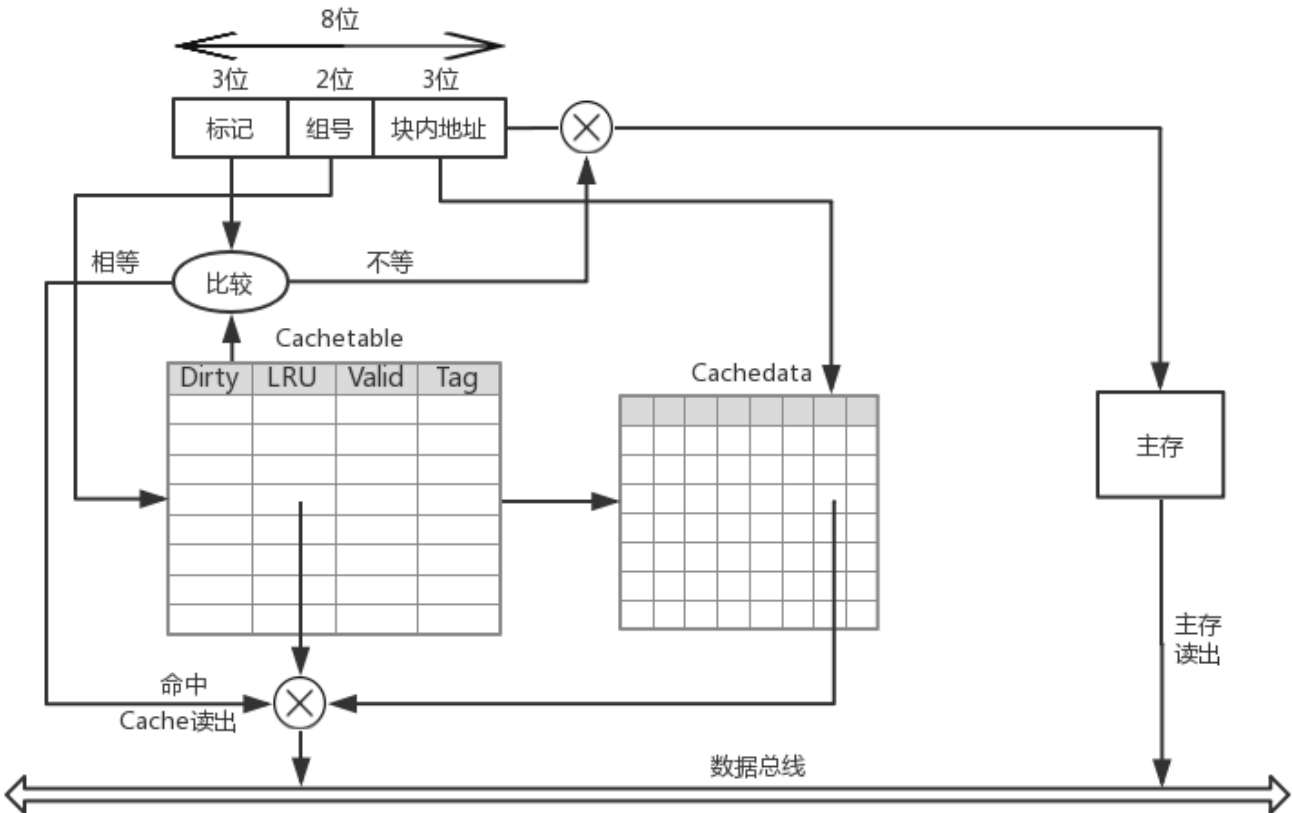 8位
3位 2位 3位
标记 组号 块内地址
相等 不等
比较
Cachetable
Dirty LRU Valid Tag
Cachedata
主存
主存
读出
命中
Cache读出
数据总线